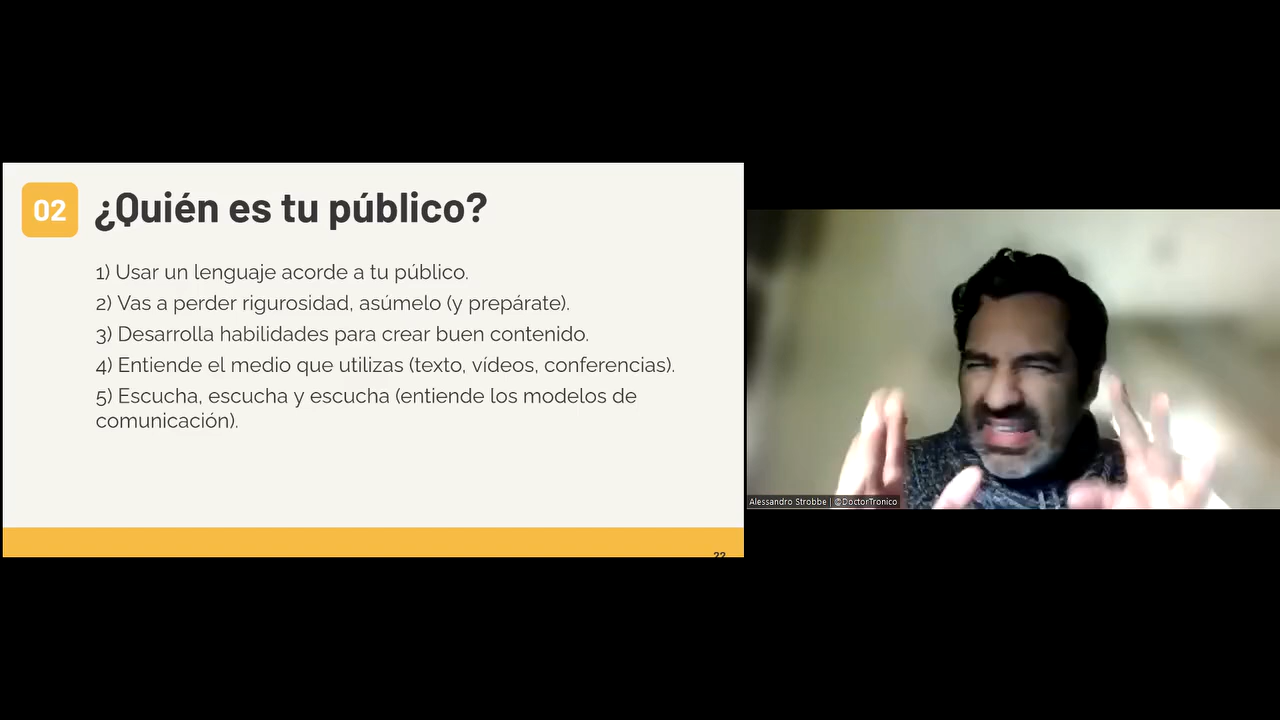 02
¿Quién es tu público?
1) Usar un lenguaje acorde a tu público.
2) Vas a perder rigurosidad, asúmelo (y prepárate).
3) Desarrolla habilidades para crear buen contenido.
4) Entiende el medio que utilizas (texto, vídeos, conferencias).
5) Escucha, escucha y escucha (entiende los modelos de
comunicación).
22
Alessandro Strobbe | @DoctorTronico